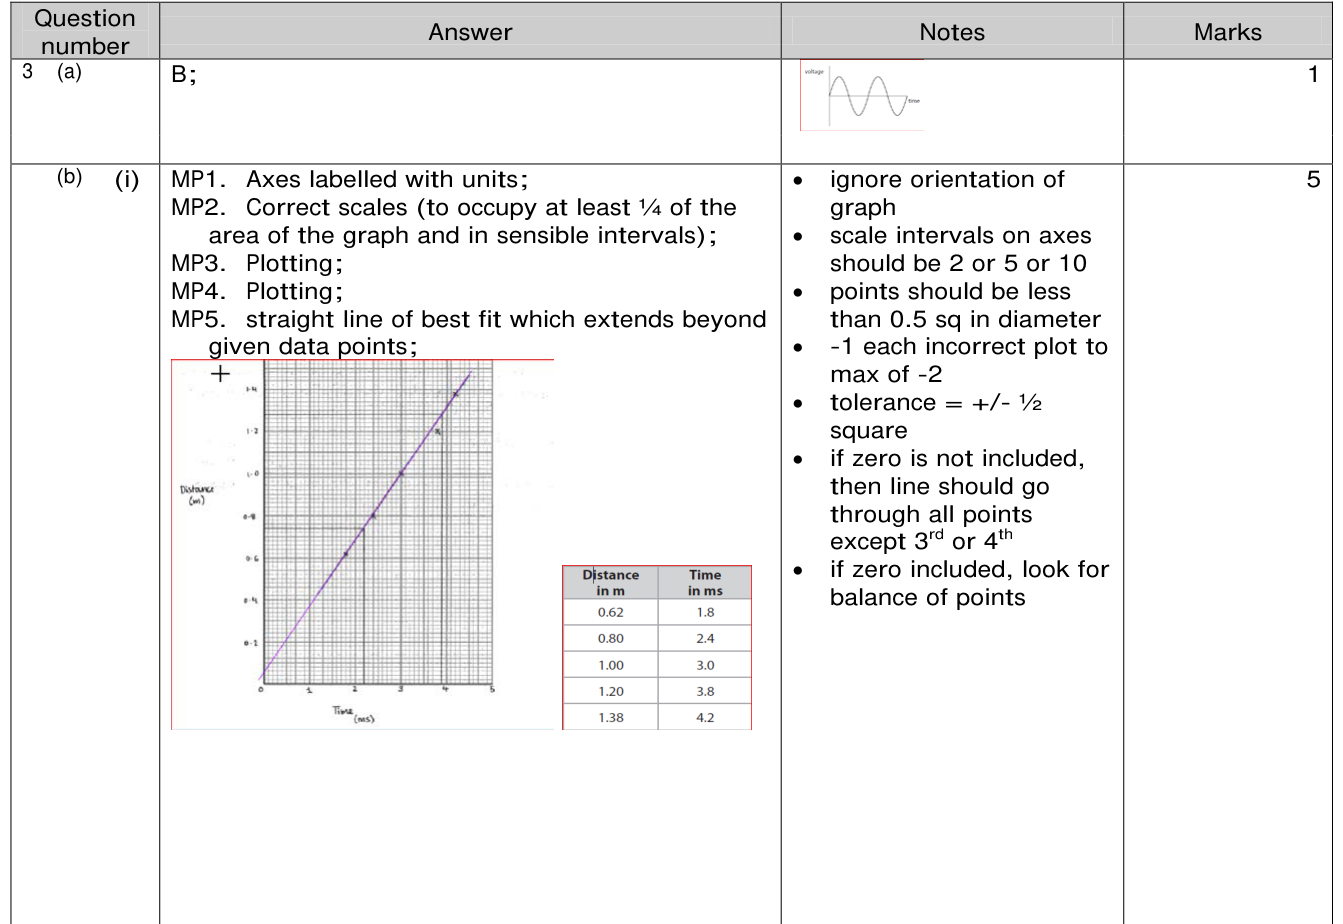 Question number Answer Notes Marks
3 (a) B; 1
voltage
time
(b) (i) MP1. Axes labelled with units; 5
MP2. Correct scales (to occupy at least ¼ of the
area of the graph and in sensible intervals);
MP3. Plotting;
MP4. Plotting;
MP5. straight line of best fit which extends beyond
given data points;
1.4
1.2
1.0
Distance
(m)
0.8
0.6
0.4
0.2
0 1 2 3 4 5
Time (ms)
Distance in m Time in ms
0.62 1.8
0.80 2.4
1.00 3.0
1.20 3.8
1.38 4.2
• ignore orientation of
graph
• scale intervals on axes
should be 2 or 5 or 10
• points should be less
than 0.5 sq in diameter
• -1 each incorrect plot to
max of -2
• tolerance = +/- ½
square
• if zero is not included,
then line should go
through all points
except 3rd or 4th
• if zero included, look for
balance of points